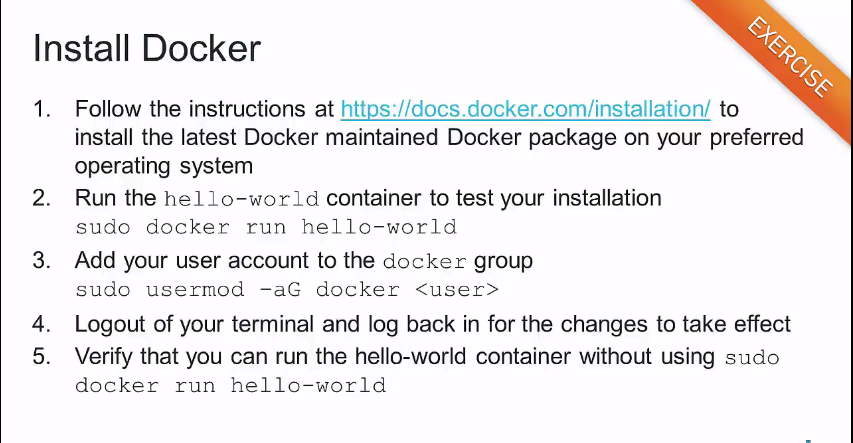 Install Docker
EXERCISE
1. Follow the instructions at https://docs.docker.com/installation/ to
install the latest Docker maintained Docker package on your preferred
operating system
2. Run the hello-world container to test your installation
sudo docker run hello-world
3. Add your user account to the docker group
sudo usermod -aG docker <user>
4. Logout of your terminal and log back in for the changes to take effect
5. Verify that you can run the hello-world container without using sudo
docker run hello-world